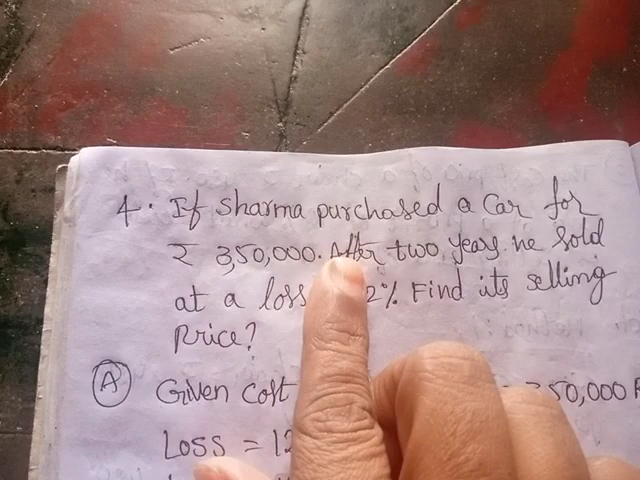 4. If Sharma purchased a Car for
₹ 3,50,000. After two years he Sold
at a loss 2% Find its selling
Price?
A Given Cost 350,000
Loss = 12